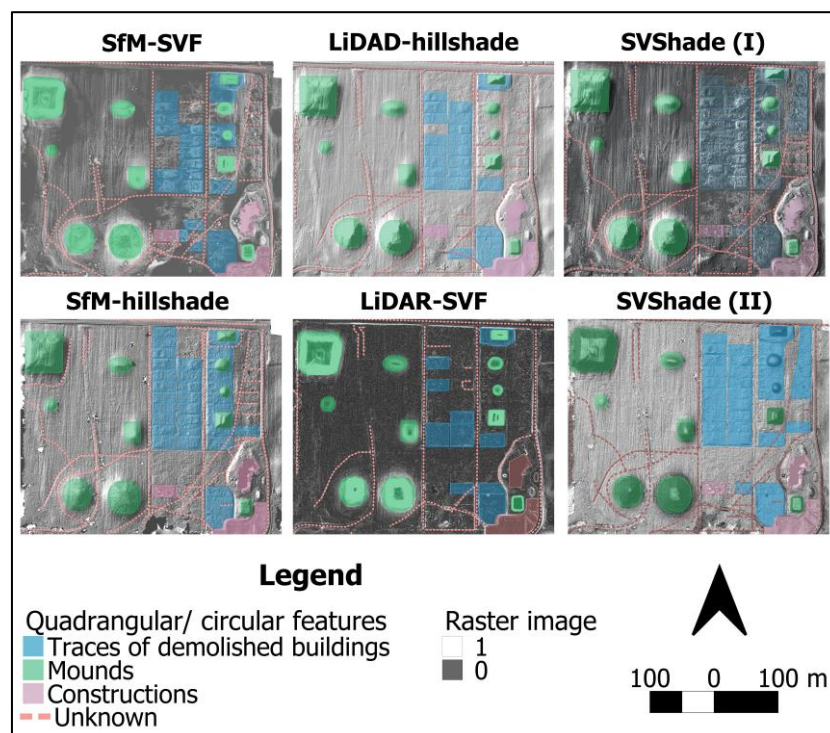 SfM-SVF LiDAD-hillshade SVShade (I)
SfM-hillshade LiDAR-SVF SVShade (II)
Legend
Quadrangular/ circular features
Traces of demolished buildings
Mounds
Constructions
Unknown
Raster image
1
0
100 0 100 m